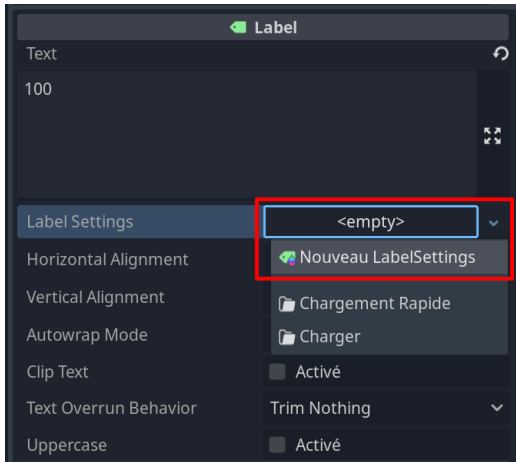 Label
Text
100
Label Settings <empty>
Nouveau LabelSettings
Horizontal Alignment
Chargement Rapide
Vertical Alignment
Charger
Autowrap Mode
Clip Text Activé
Text Overrun Behavior Trim Nothing
Uppercase Activé